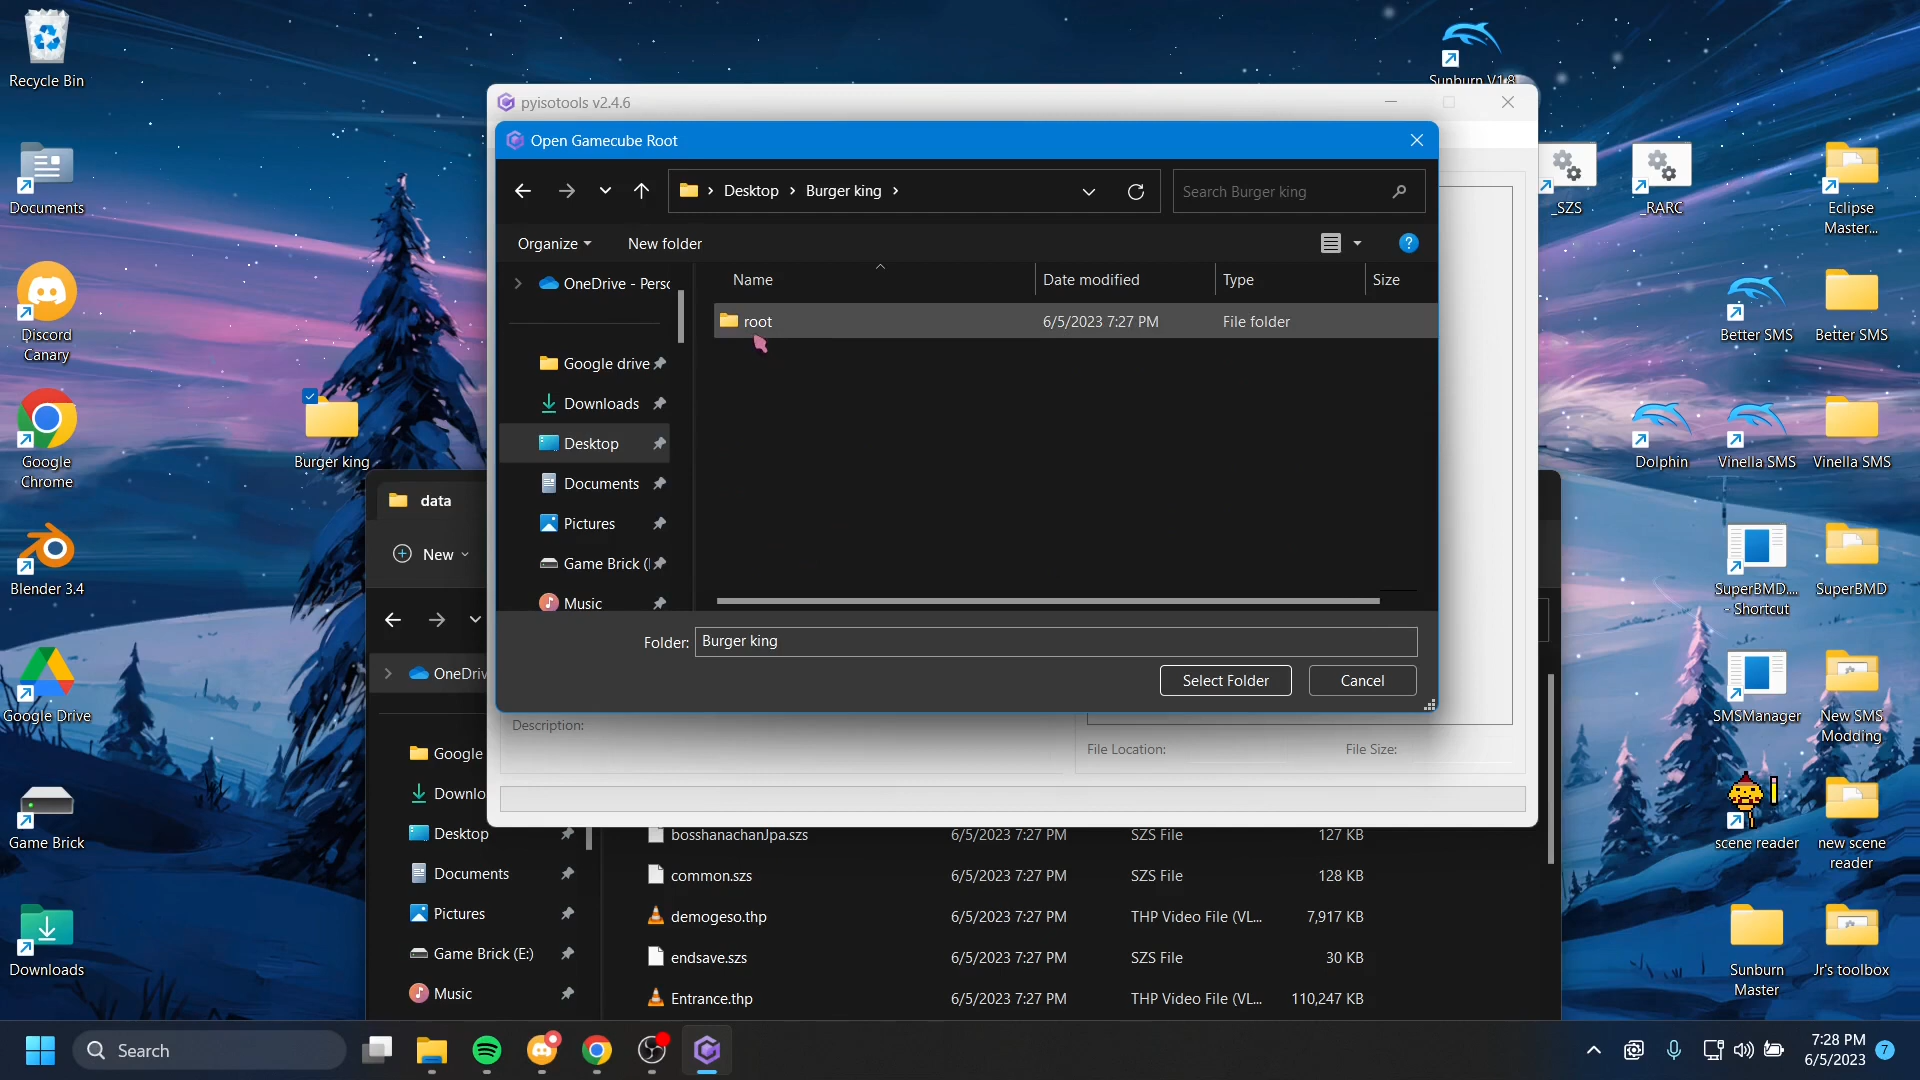 Recycle Bin
Documents
Discord
Canary
Google
Chrome
Blender 3.4
Google Drive
Game Brick
Downloads
Burger king
Sunburn V1.8
pyisotools v2.4.6
Open Gamecube Root
Desktop
Burger king
Search Burger king
Organize
New folder
Name
Date modified
Type
Size
OneDrive - Perso
root
6/5/2023 7:27 PM
File folder
Google drive
Downloads
Desktop
Documents
Pictures
Game Brick (
Music
Folder:
Burger king
Select Folder
Cancel
Description:
File Location:
File Size:
data
New
OneDriv
Google
Downlo
Desktop
Documents
Pictures
Game Brick (E:)
Music
bosshanachanJpa.szs 6/5/2023 7:27 PM SZS File 127 KB
common.szs 6/5/2023 7:27 PM SZS File 128 KB
demogeso.thp 6/5/2023 7:27 PM THP Video File (VL... 7,917 KB
endsave.szs 6/5/2023 7:27 PM SZS File 30 KB
Entrance.thp 6/5/2023 7:27 PM THP Video File (VL... 110,247 KB
_SZS
_RARC
Eclipse
Master...
Better SMS
Better SMS
Dolphin
Vinella SMS
Vinella SMS
SuperBMD....
- Shortcut
SuperBMD
SMSManager
New SMS
Modding
scene reader
new scene
reader
Sunburn
Master
Jr's toolbox
Search
7:28 PM
6/5/2023
7